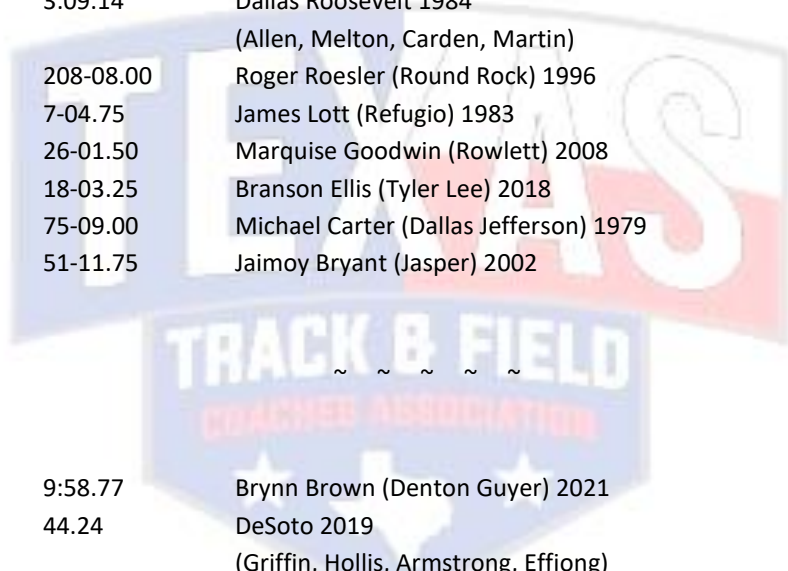 3:09.14 Dallas Roosevelt 1984
(Allen, Melton, Carden, Martin)
208-08.00 Roger Roesler (Round Rock) 1996
7-04.75 James Lott (Refugio) 1983
26-01.50 Marquise Goodwin (Rowlett) 2008
18-03.25 Branson Ellis (Tyler Lee) 2018
75-09.00 Michael Carter (Dallas Jefferson) 1979
51-11.75 Jaimoy Bryant (Jasper) 2002
TEXAS
TRACK & FIELD
~ ~ ~ ~ ~
COACHES ASSOCIATION
9:58.77 Brynn Brown (Denton Guyer) 2021
44.24 DeSoto 2019
(Griffin, Hollis, Armstrong, Effiong)